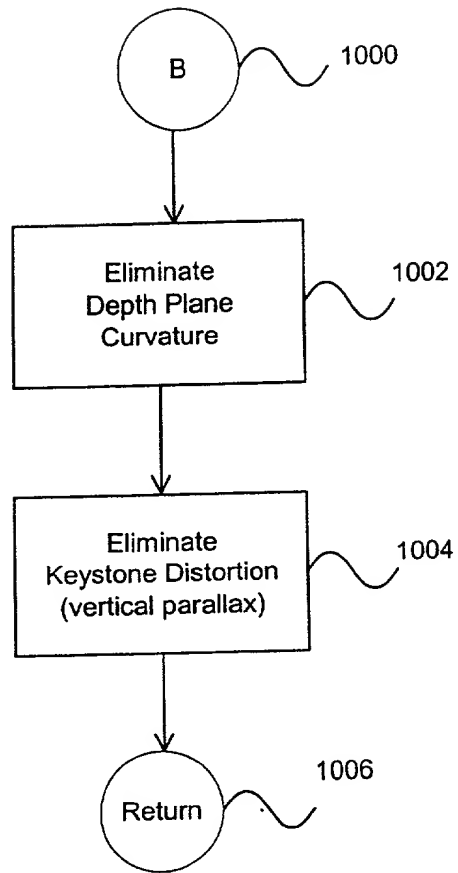 B
1000
Eliminate
Depth Plane
Curvature
1002
Eliminate
Keystone Distortion
(vertical parallax)
1004
Return
1006